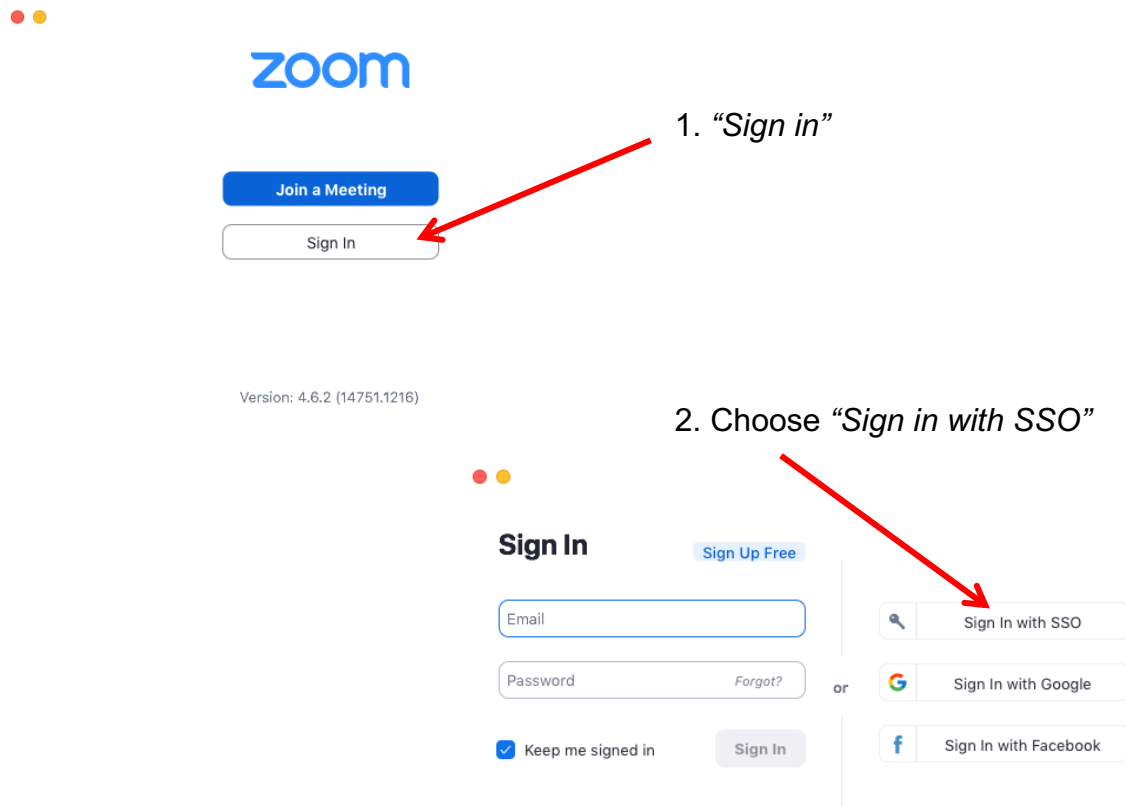 zoom
1. “Sign in”
Join a Meeting
Sign In
Version: 4.6.2 (14751.1216)
2. Choose “Sign in with SSO”
Sign In
Sign Up Free
Email
Sign In with SSO
Password
Forgot?
or
Sign In with Google
Keep me signed in
Sign In
Sign In with Facebook